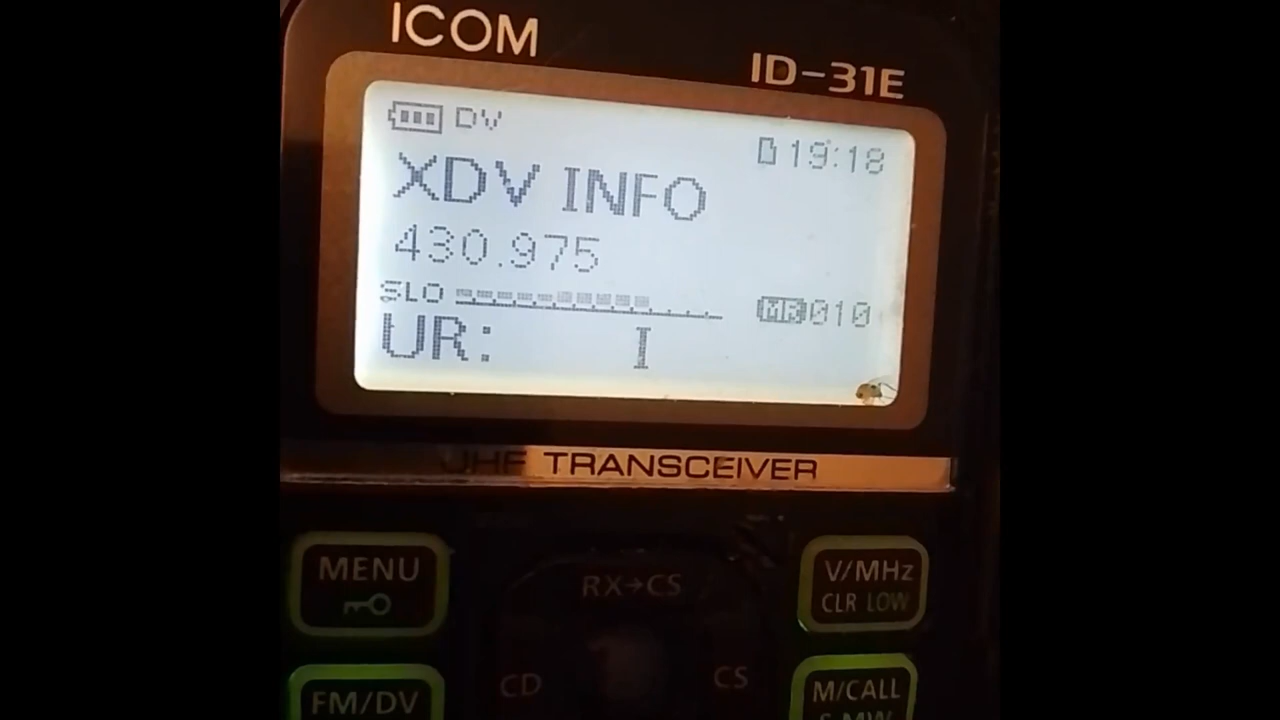 ICOM
ID-31E
DV
19:18
XDV INFO
430.975
SLO
MR 010
UR: I
UHF TRANSCEIVER
MENU
RX→CS
V/MHz
CLR LOW
CD
CS
FM/DV
M/CALL
S.MW